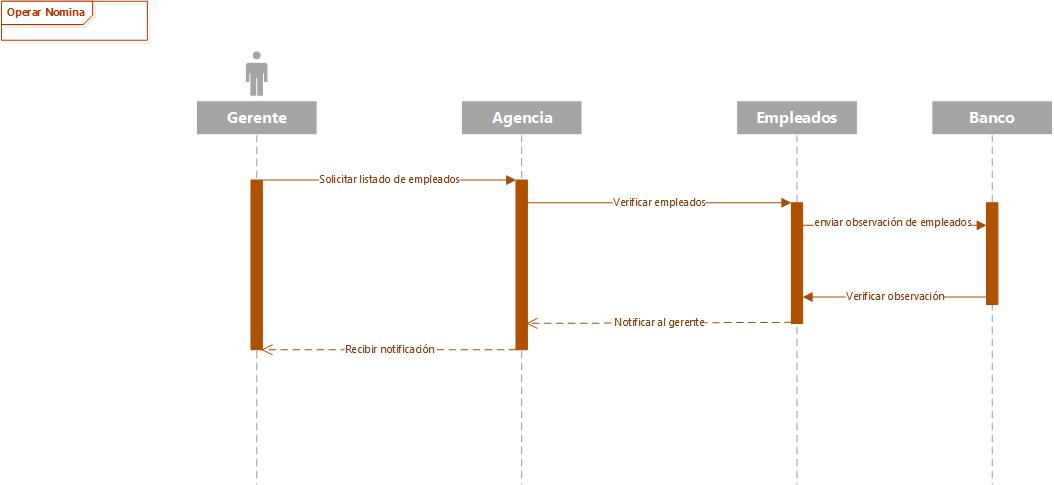 Operar Nomina
Gerente
Agencia
Empleados
Banco
Solicitar listado de empleados
Verificar empleados
enviar observación de empleados
Verificar observación
Notificar al gerente
Recibir notificación